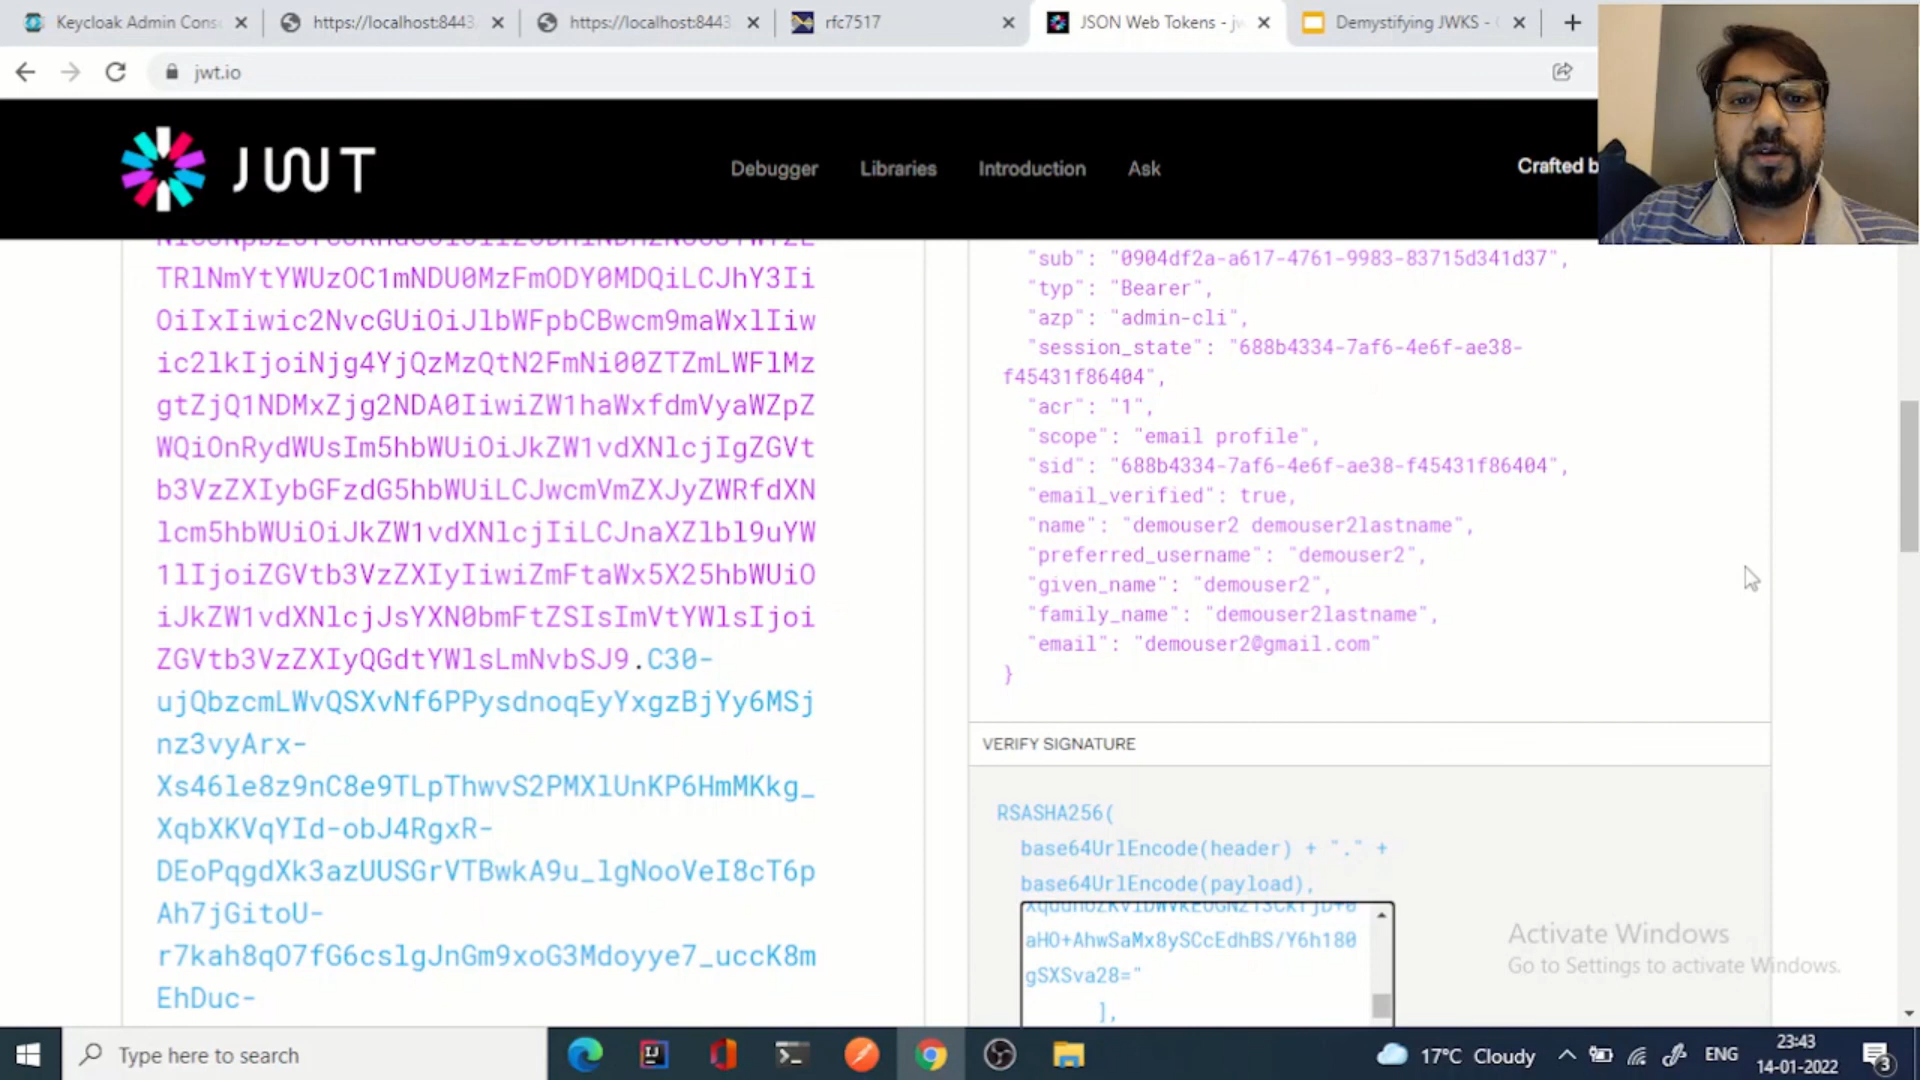 Keycloak Admin Conso
https://localhost:8443
https://localhost:8443
rfc7517
JSON Web Tokens - jw
Demystifying JWKS -
jwt.io
JWT
Debugger
Libraries
Introduction
Ask
Crafted b
TRlNmYtYWUzOC1mNDU0MzFmODY0MDQiLCJhY3Ii
OiIxIiwic2NvcGUiOiJlbWFpbCBwcm9maWxlIiw
ic2lkIjoiNjg4YjQzMzQtN2FmNi00ZTZmLWFlMz
gtZjQ1NDMxZjg2NDA0IiwiZW1haWxfdmVyaWZpZ
WQiOnRydWUsIm5hbWUiOiJkZW1vdXNlcjIgZGVt
b3VzZXIybGFzdG5hbWUiLCJwcmVmZXJyZWRfdXN
lcm5hbWUiOiJkZW1vdXNlcjIiLCJnaXZlbl9uYW
1lIjoiZGVtb3VzZXIyIiwiZmFtaWx5X25hbWUiO
iJkZW1vdXNlcjJsYXN0bmFtZSIsImVtYWlsIjoi
ZGVtb3VzZXIyQGdtYWlsLmNvbSJ9.C30-
ujQbzcmLWvQSXvNf6PPysdnoqEyYxgzBjYy6MSj
nz3vyArx-
Xs46le8z9nC8e9TLpThwvS2PMXlUnKP6HmMKkg_
XqbXKVqYId-obJ4RgxR-
DEoPqgdXk3azUUSGrVTBwkA9u_lgNooVeI8cT6p
Ah7jGitoU-
r7kah8qO7fG6cslgJnGm9xoG3Mdoyye7_uccK8m
EhDuc-
"sub": "0904df2a-a617-4761-9983-83715d341d37",
"typ": "Bearer",
"azp": "admin-cli",
"session_state": "688b4334-7af6-4e6f-ae38-
f45431f86404",
"acr": "1",
"scope": "email profile",
"sid": "688b4334-7af6-4e6f-ae38-f45431f86404",
"email_verified": true,
"name": "demouser2 demouser2lastname",
"preferred_username": "demouser2",
"given_name": "demouser2",
"family_name": "demouser2lastname",
"email": "demouser2@gmail.com"
}
VERIFY SIGNATURE
RSASHA256(
base64UrlEncode(header) + "." +
base64UrlEncode(payload),
aHO+AhwSaMx8ySCcEdhBS/Y6h180
gSXSva28="
],
Activate Windows
Go to Settings to activate Windows.
Type here to search
17°C Cloudy
ENG
23:43
14-01-2022
3